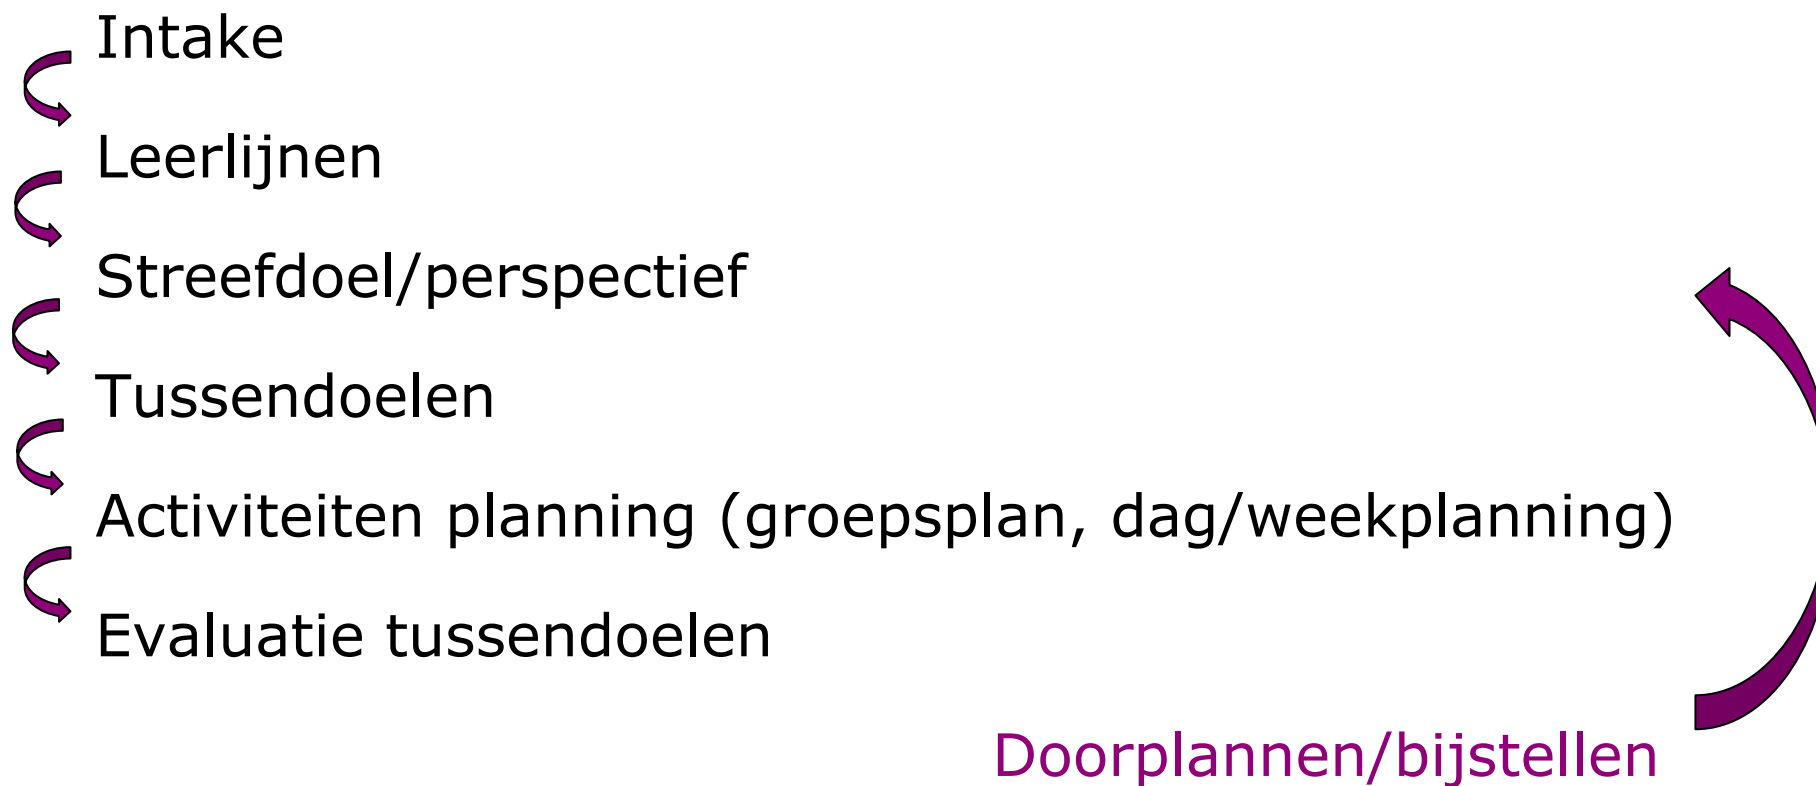 Intake
Leerlijnen
Streefdoel/perspectief
Tussendoelen
Activiteiten planning (groepsplan, dag/weekplanning)
Evaluatie tussendoelen
Doorplannen/bijstellen